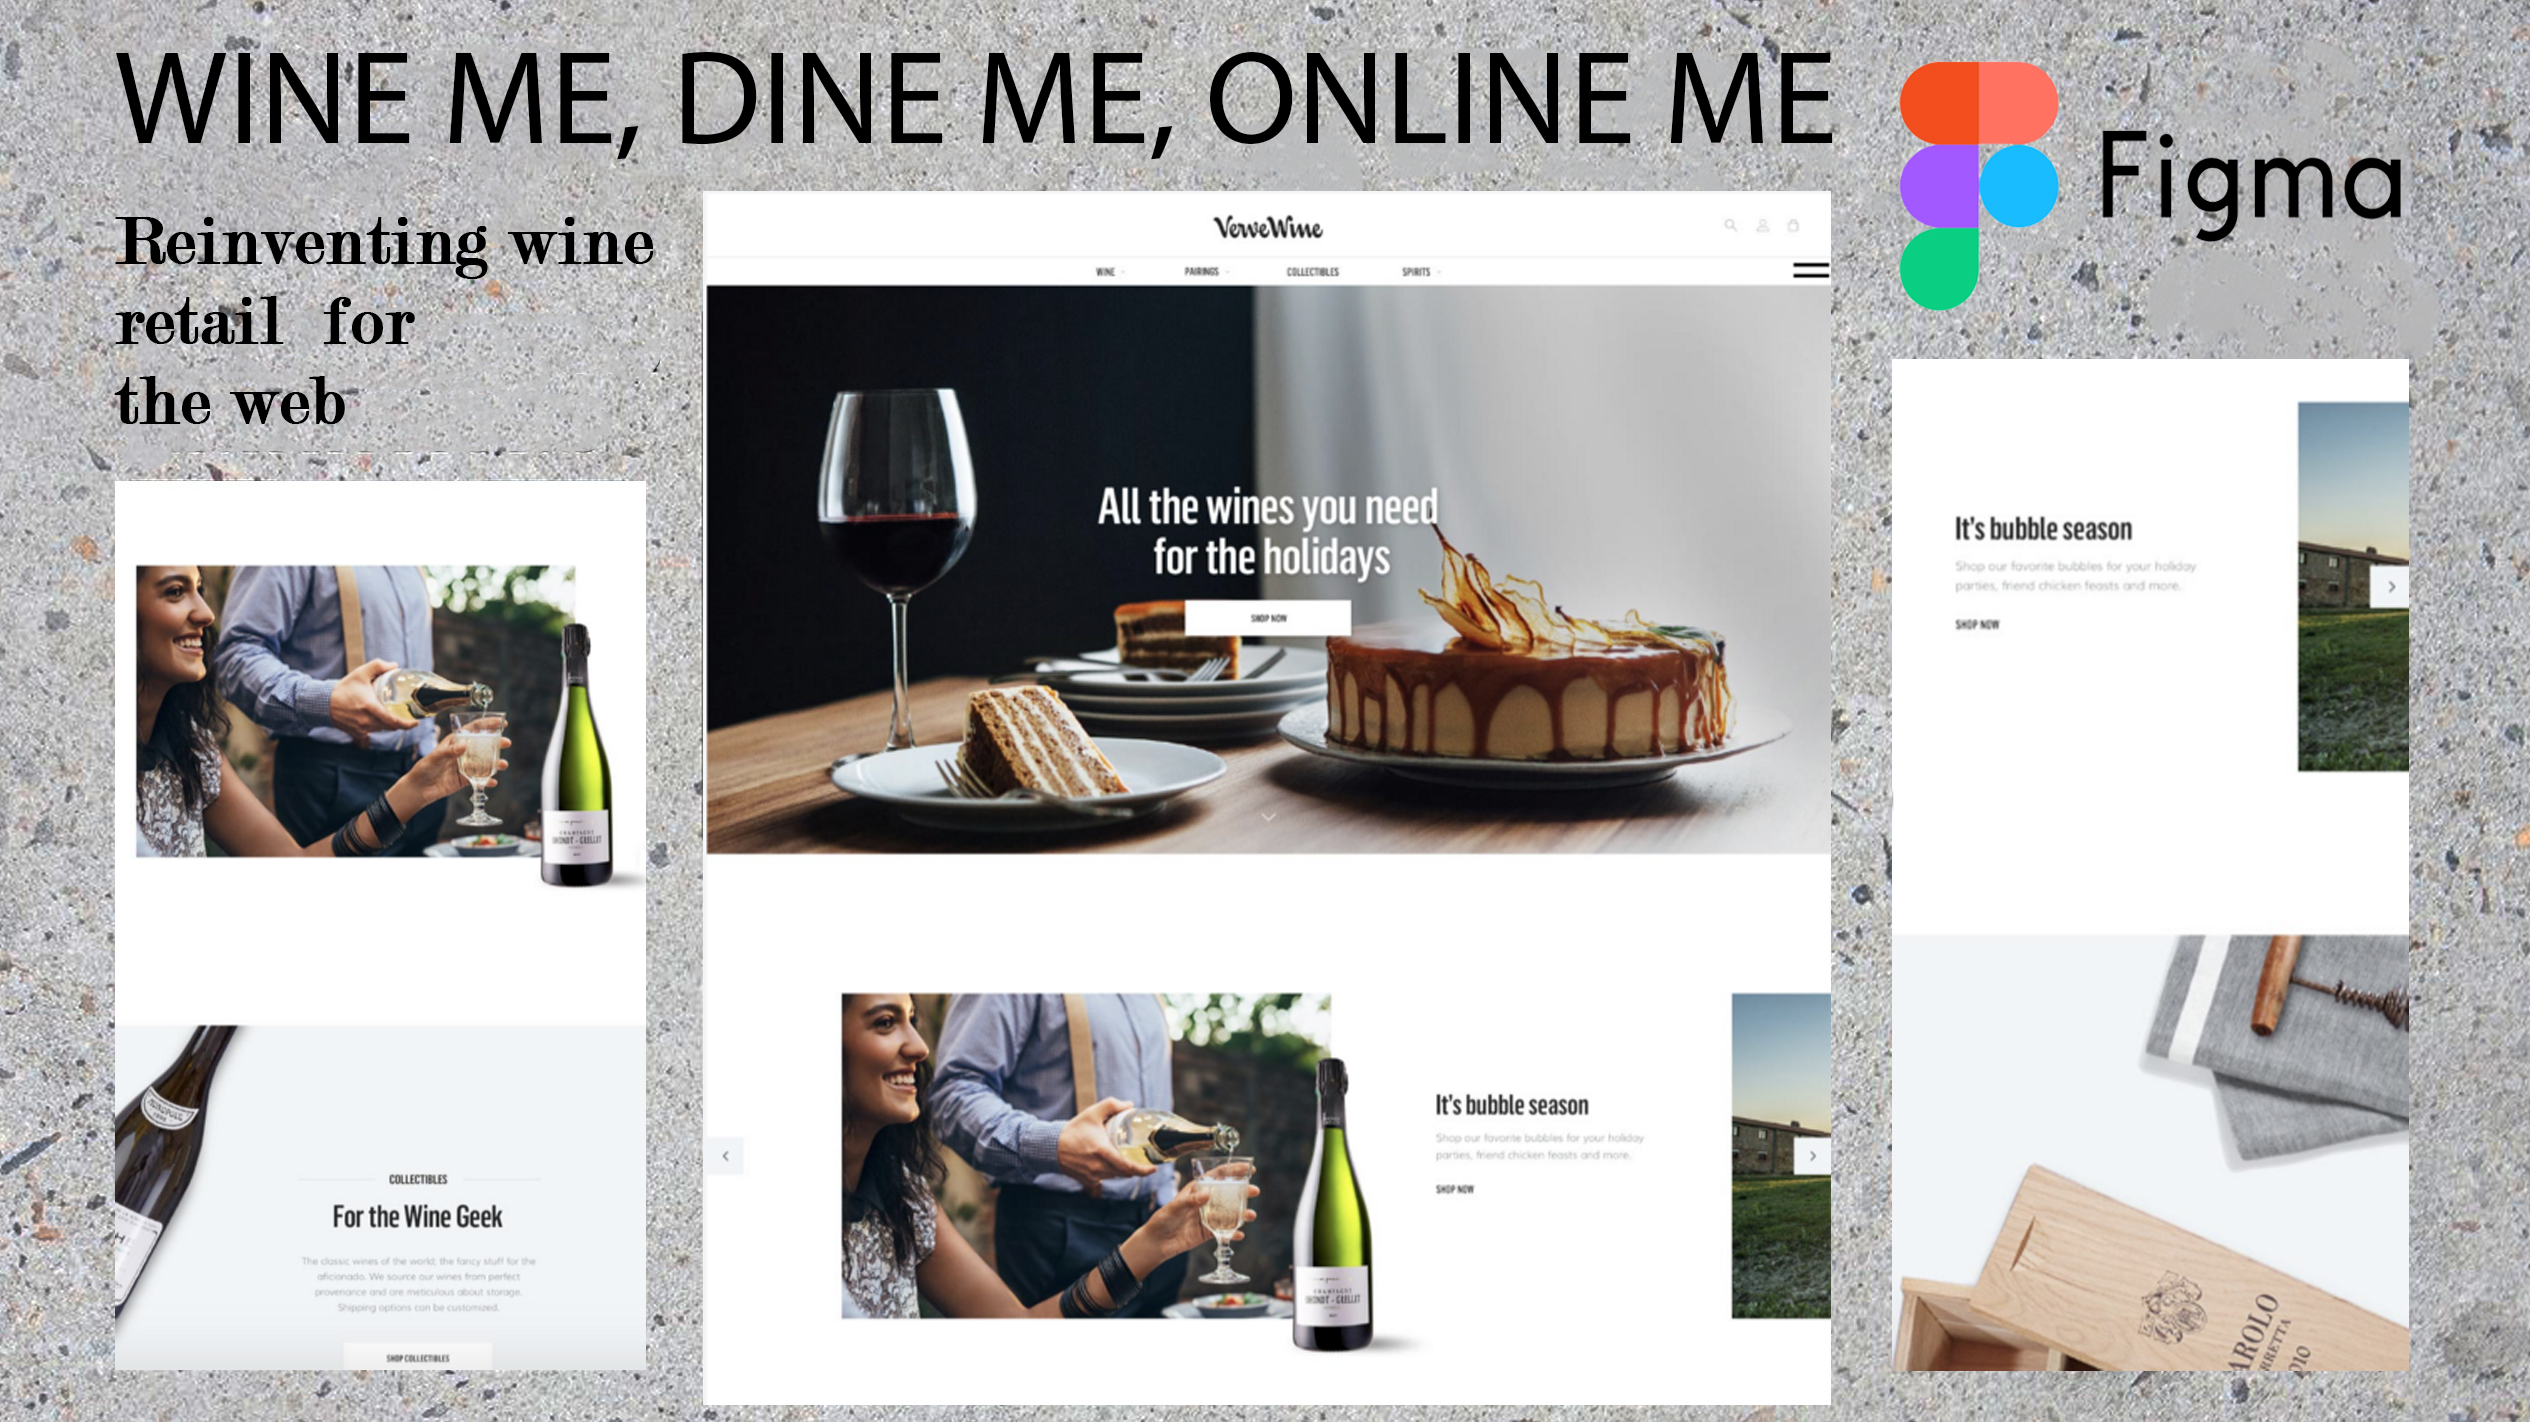 WINE ME, DINE ME, ONLINE ME
Figma
Reinventing wine
retail for
the web
VerveWine
WINE
PAIRINGS
COLLECTIBLES
SPIRITS
All the wines you need
for the holidays
SHOP NOW
It's bubble season
Shop our favorite bubbles for your holiday
parties, friend chicken feasts and more.
SHOP NOW
CHAMPAGNE
COLLECTIBLES
For the Wine Geek
The classic wines of the world; the fancy stuff for the
aficionado. We source our wines from perfect
provenance and are meticulous about storage.
Shipping options can be customized.
SHOP COLLECTIBLES
It's bubble season
Shop our favorite bubbles for your holiday
parties, friend chicken feasts and more.
SHOP NOW
CHAMPAGNE
AROLO
RRETTA
010